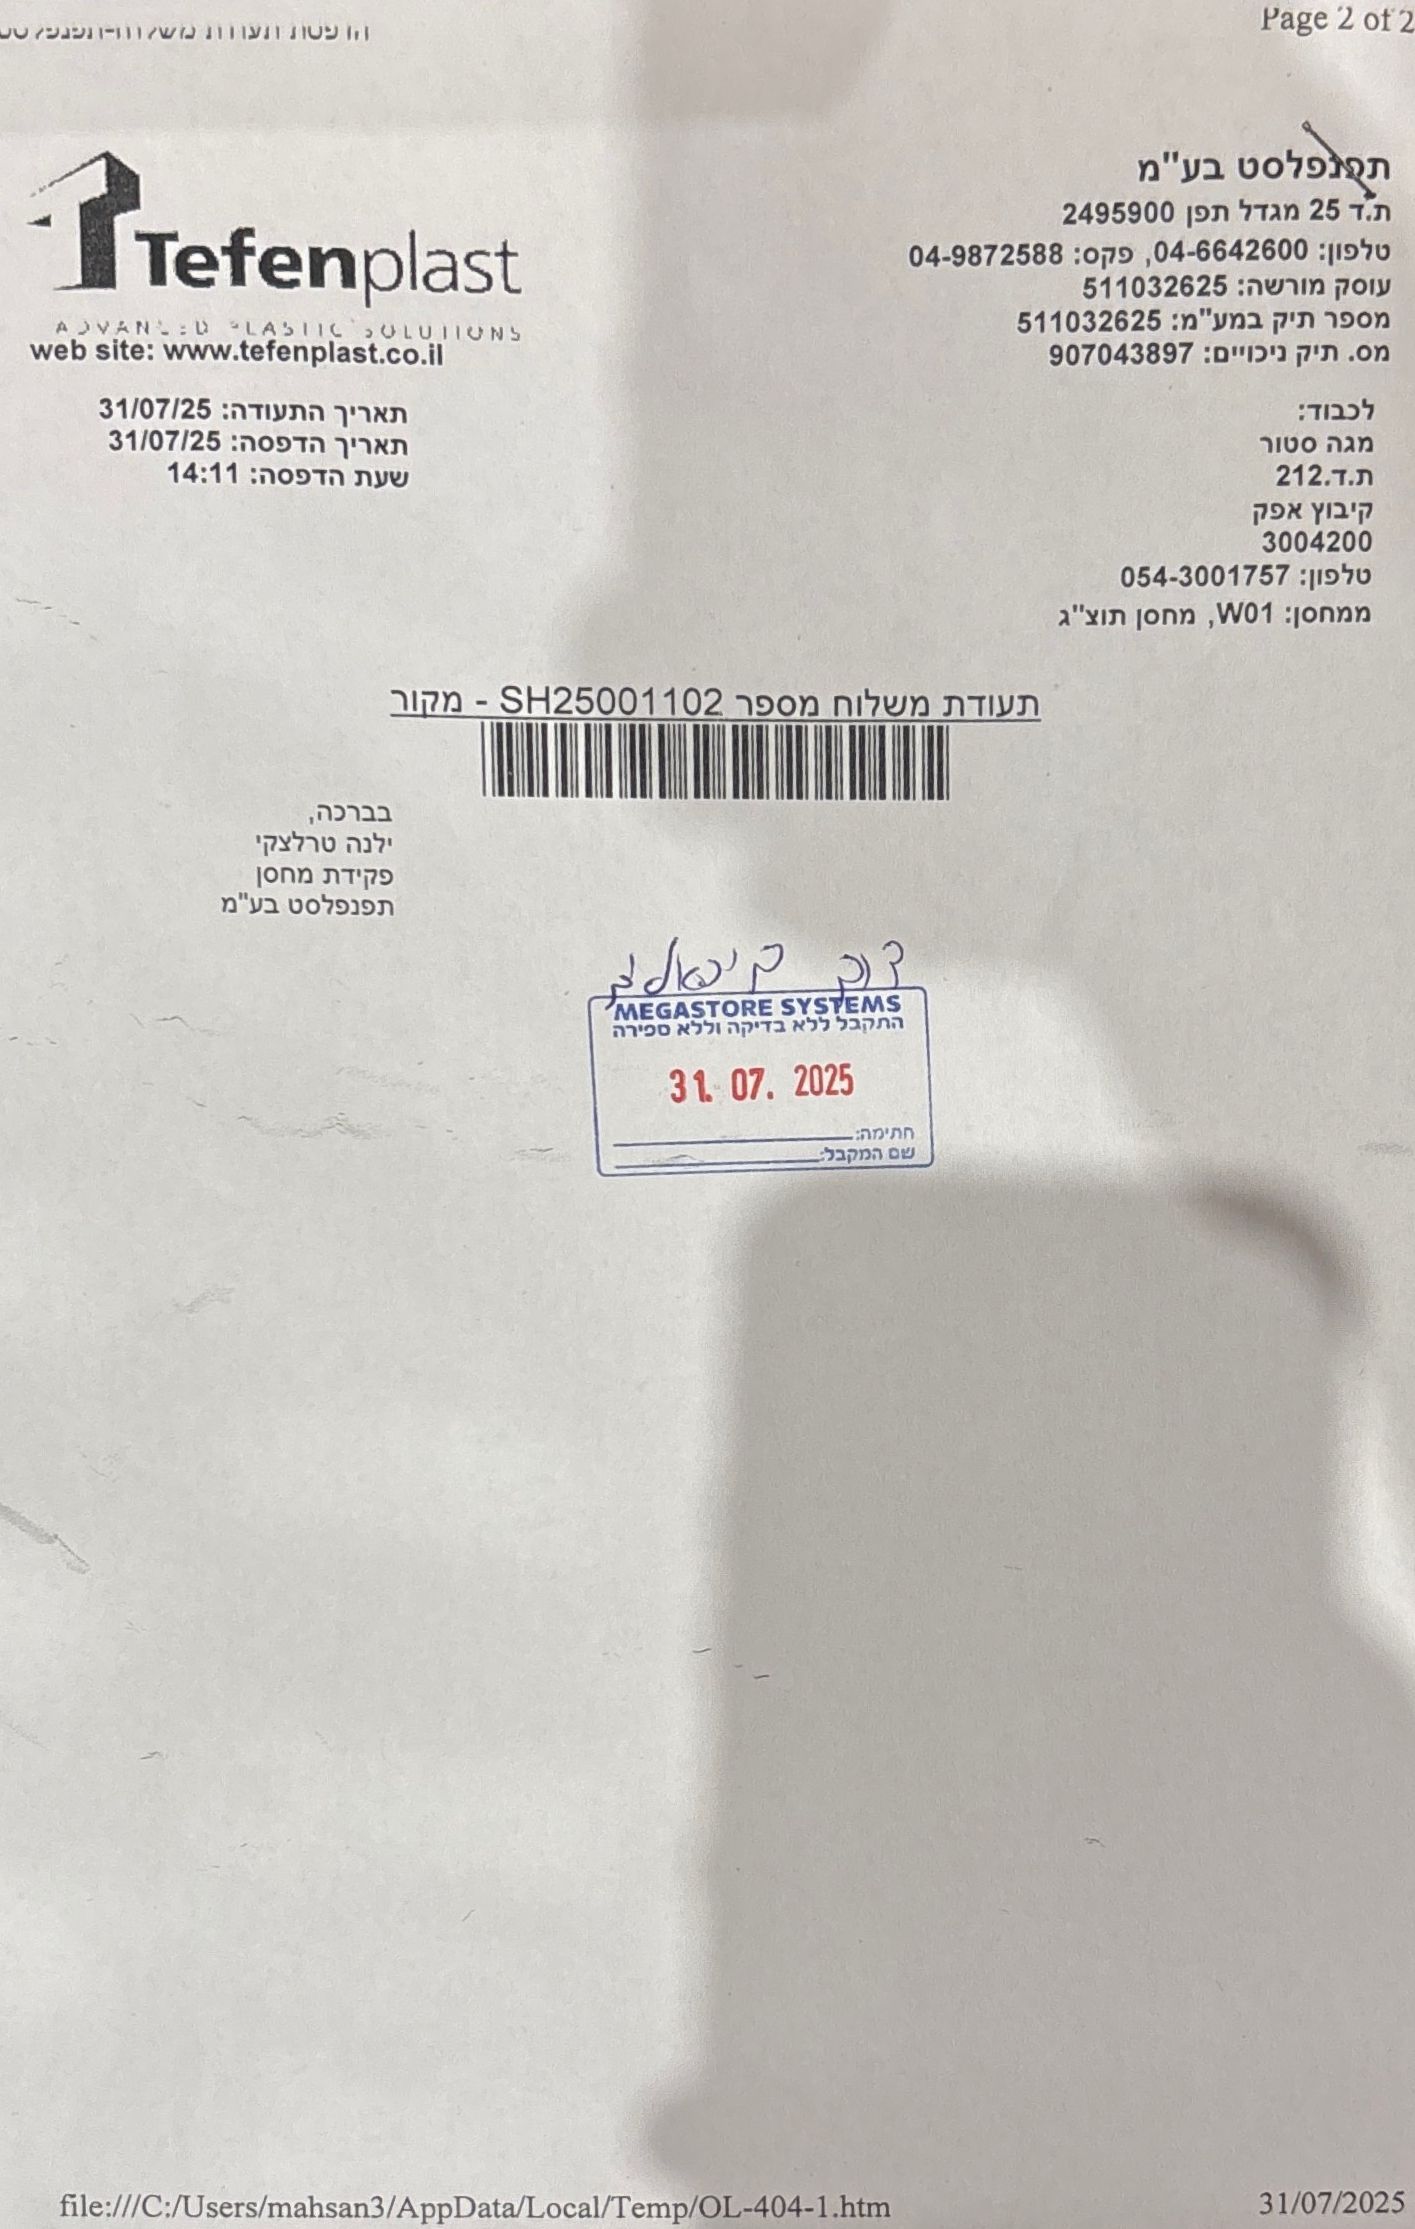 הדפסת תעודת משלוח-תפנפלסט
Page 2 of 2
Tefenplast
ADVANCED PLASTIC SOLUTIONS
web site: www.tefenplast.co.il
תפנפלסט בע"מ
ת.ד 25 מגדל תפן 2495900
טלפון: 04-6642600, פקס: 04-9872588
עוסק מורשה: 511032625
מספר תיק במע"מ: 511032625
מס. תיק ניכויים: 907043897
תאריך התעודה: 31/07/25
תאריך הדפסה: 31/07/25
שעת הדפסה: 14:11
לכבוד:
מגה סטור
ת.ד.212
קיבוץ אפק
3004200
טלפון: 054-3001757
ממחסן: W01, מחסן תוצ"ג
תעודת משלוח מספר SH25001102 - מקור
בברכה,
ילנה טרלצקי
פקידת מחסן
תפנפלסט בע"מ
MEGASTORE SYSTEMS
התקבל ללא בדיקה וללא ספירה
31. 07. 2025
חתימה:
שם המקבל:
file:///C:/Users/mahsan3/AppData/Local/Temp/OL-404-1.htm
31/07/2025